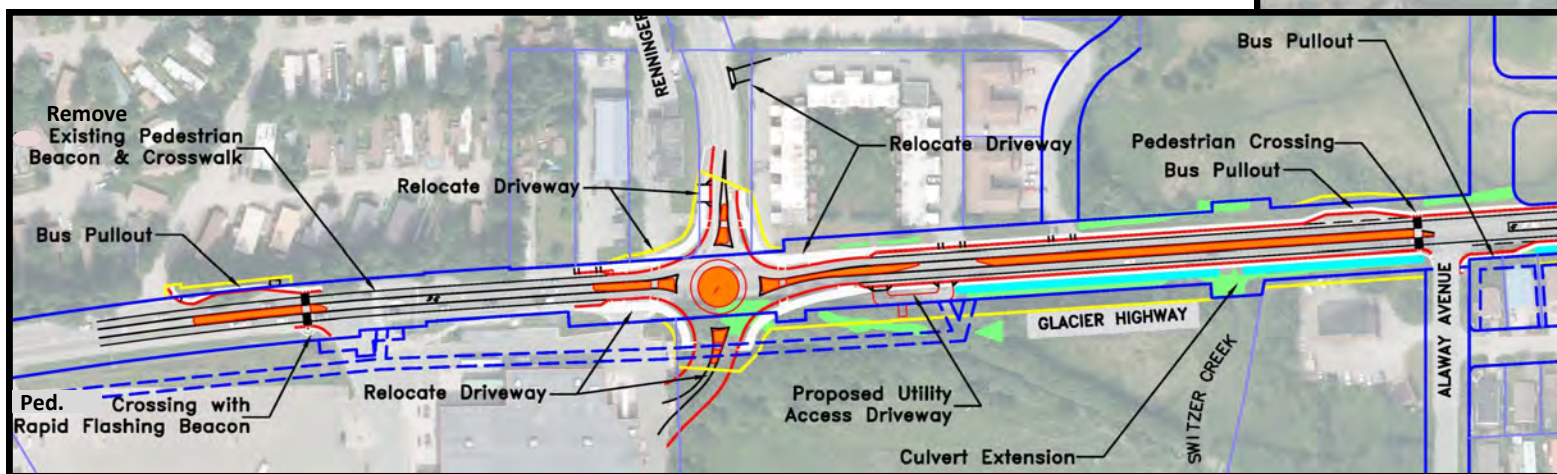 RENNINGER
Bus Pullout
Remove
Existing Pedestrian
Beacon & Crosswalk
Relocate Driveway
Relocate Driveway
Pedestrian Crossing
Bus Pullout
Bus Pullout
GLACIER HIGHWAY
ALAWAY AVENUE
SWITZER CREEK
Ped.
Crossing with
Rapid Flashing Beacon
Relocate Driveway
Proposed Utility
Access Driveway
Culvert Extension